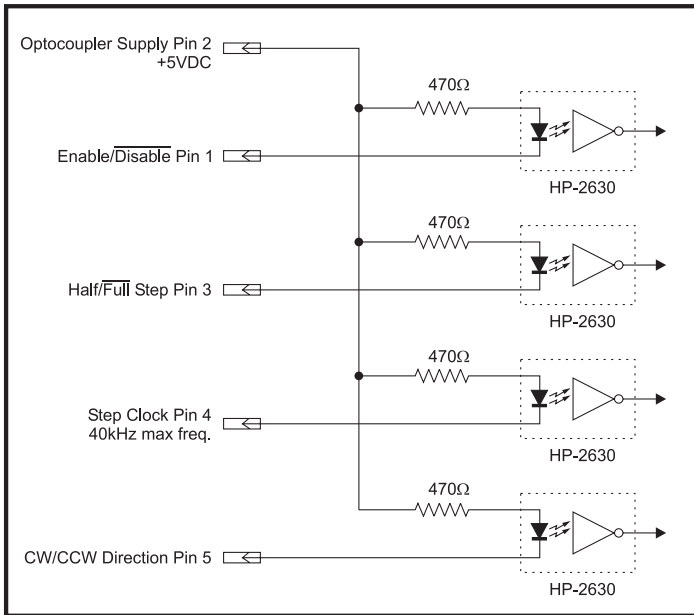 Optocoupler Supply Pin 2
+5VDC
470Ω
Enable/Disable Pin 1
HP-2630
470Ω
Half/Full Step Pin 3
HP-2630
470Ω
Step Clock Pin 4
40kHz max freq.
HP-2630
470Ω
CW/CCW Direction Pin 5
HP-2630